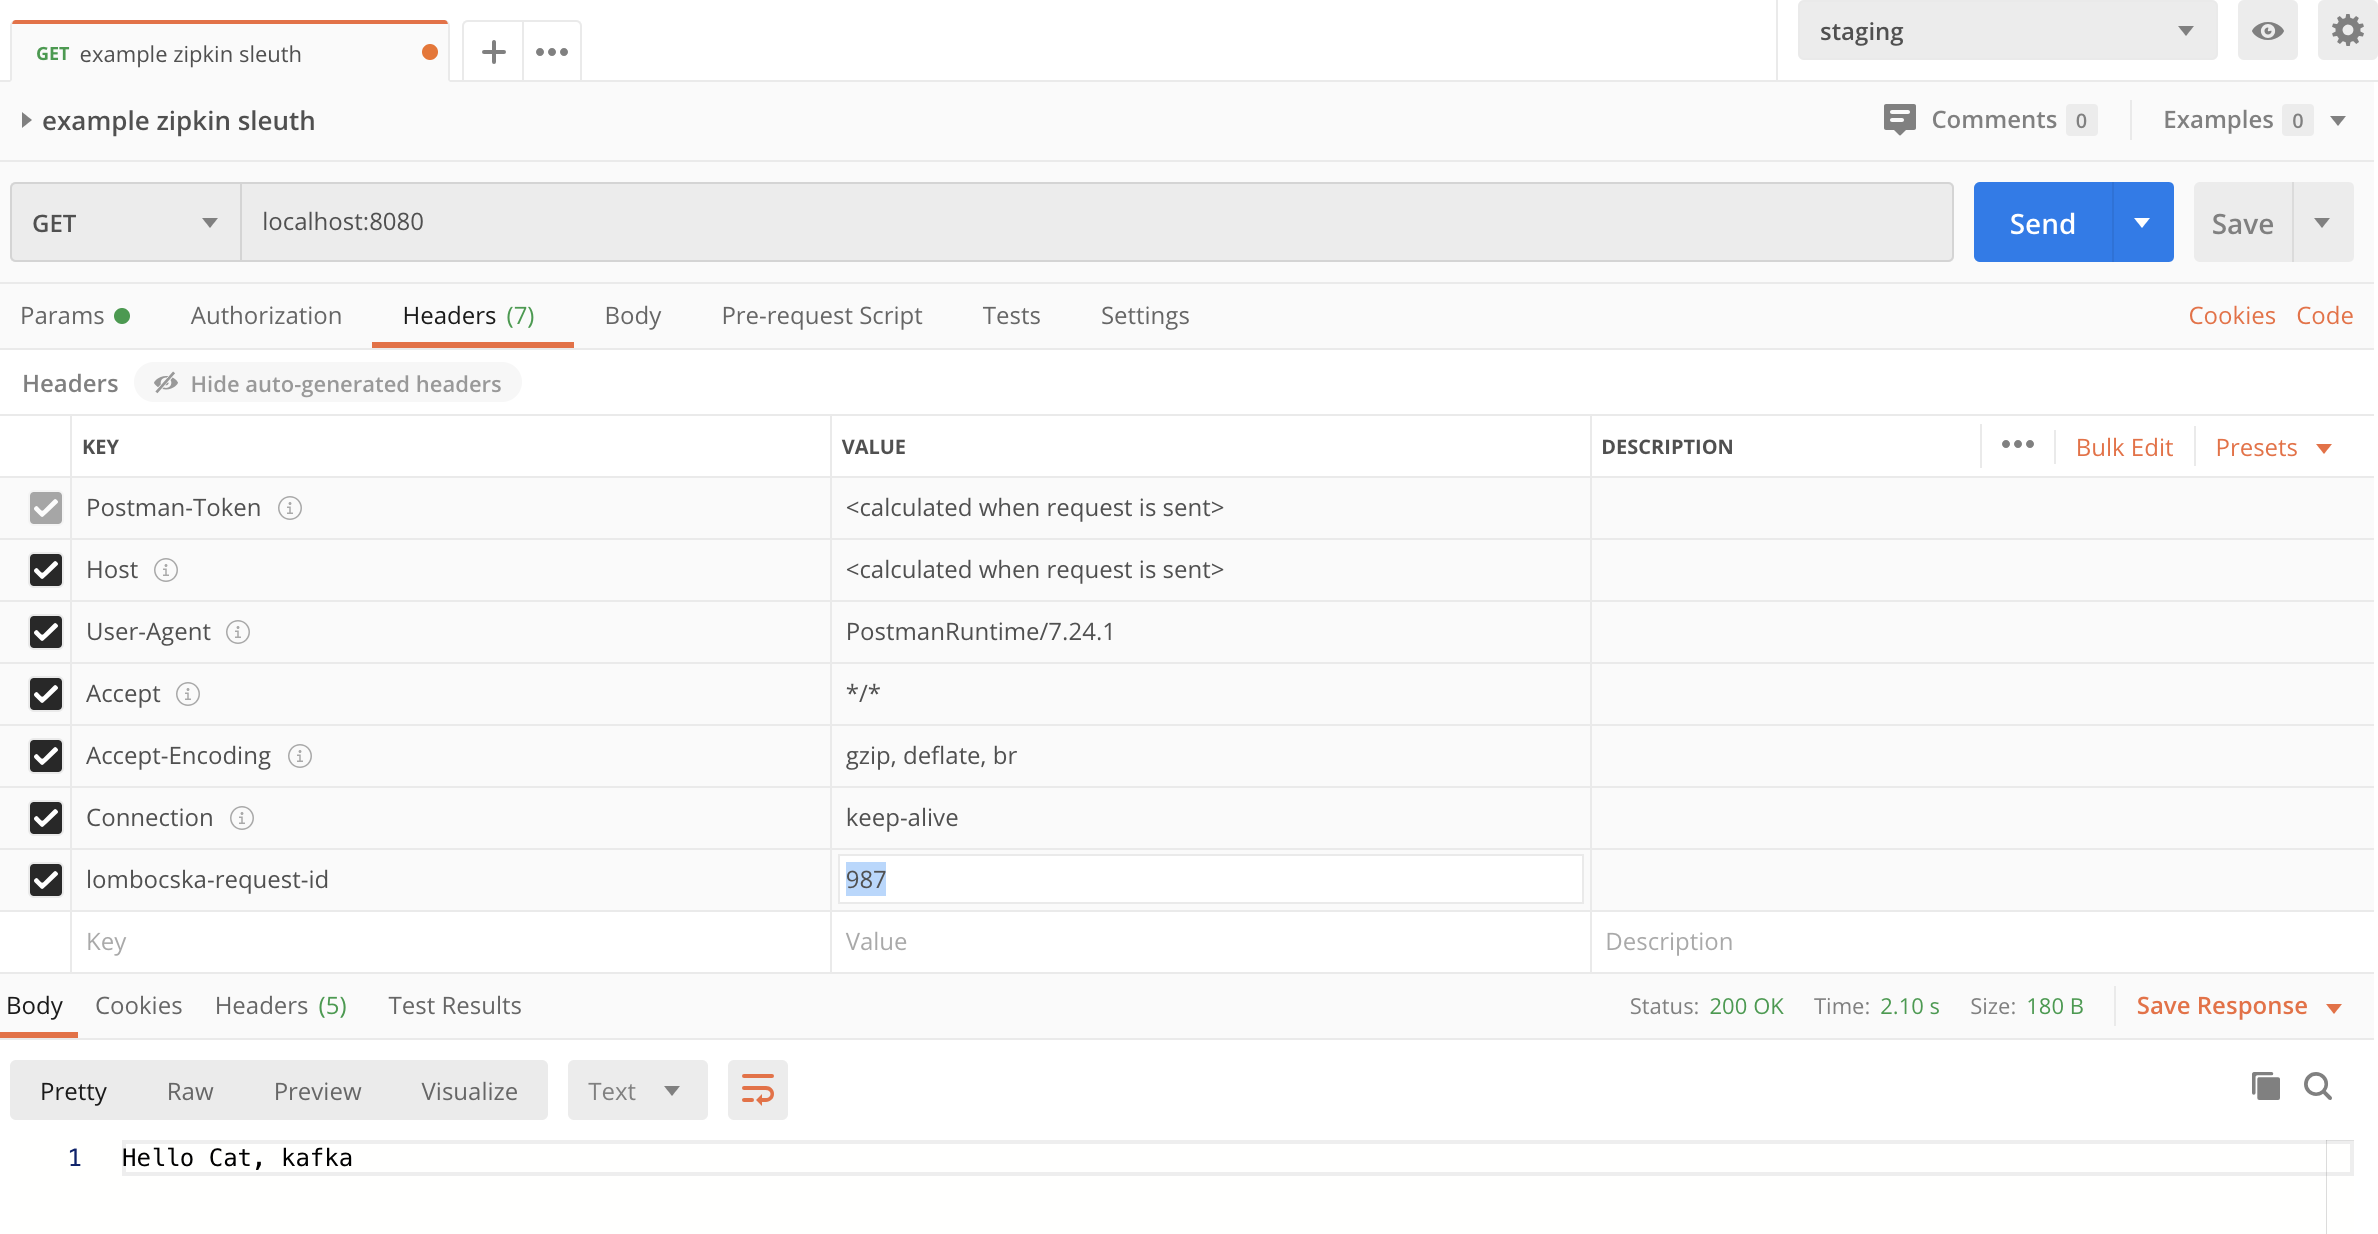 GET example zipkin sleuth
staging
example zipkin sleuth
Comments 0 Examples 0
GET localhost:8080 Send Save
Params Authorization Headers (7) Body Pre-request Script Tests Settings Cookies Code
Headers Hide auto-generated headers
KEY VALUE DESCRIPTION Bulk Edit Presets
Postman-Token <calculated when request is sent>
Host <calculated when request is sent>
User-Agent PostmanRuntime/7.24.1
Accept */*
Accept-Encoding gzip, deflate, br
Connection keep-alive
lombocska-request-id 987
Key Value Description
Body Cookies Headers (5) Test Results Status: 200 OK Time: 2.10 s Size: 180 B Save Response
Pretty Raw Preview Visualize Text
1 Hello Cat, kafka